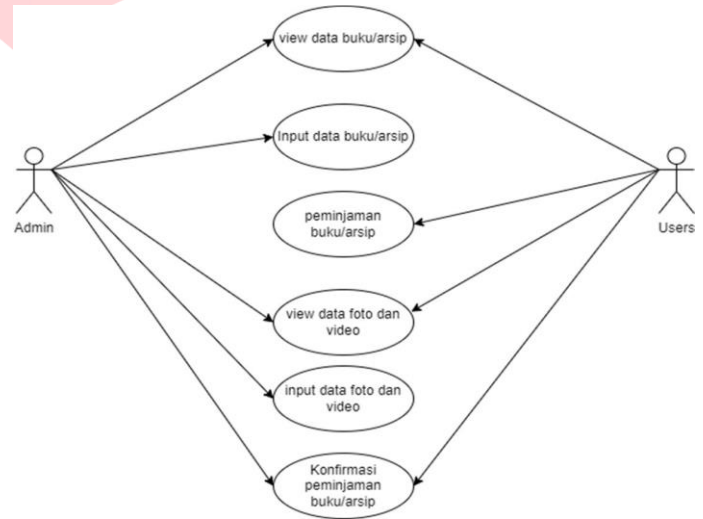 view data buku/arsip
Input data buku/arsip
Admin
peminjaman
buku/arsip
Users
view data foto dan
video
input data foto dan
video
Konfirmasi
peminjaman
buku/arsip